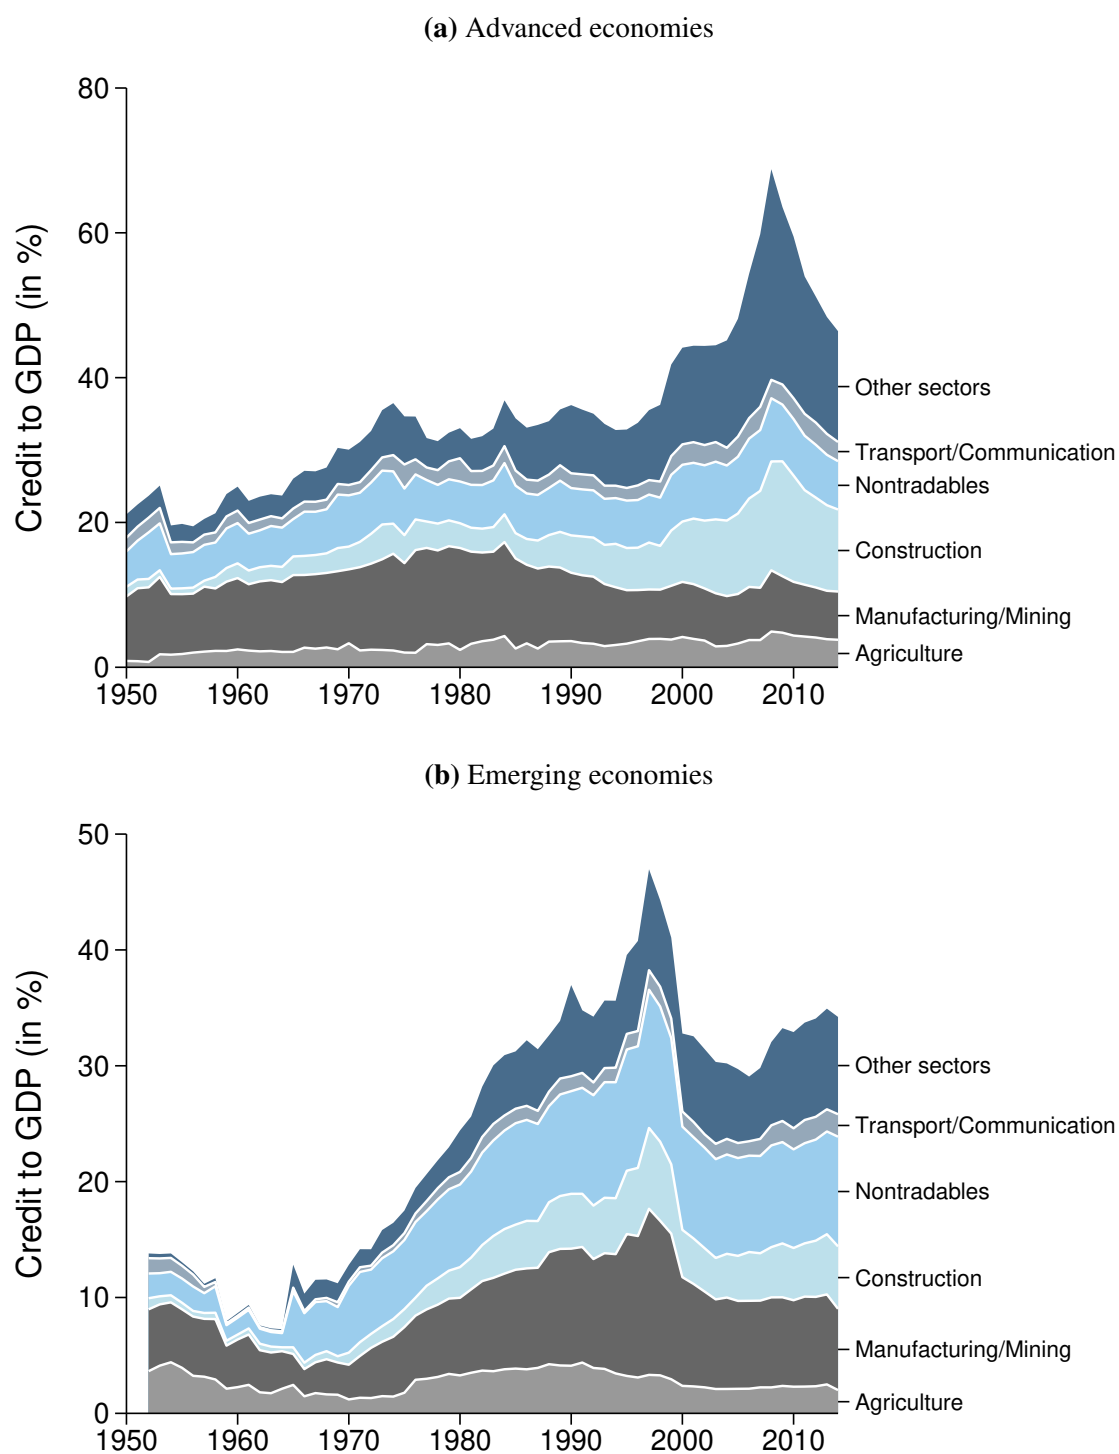 (a) Advanced economies
80
60
40
20
0
Credit to GDP (in %)
Other sectors
Transport/Communication
Nontradables
Construction
Manufacturing/Mining
Agriculture
1950 1960 1970 1980 1990 2000 2010
(b) Emerging economies
50
40
30
20
10
0
Credit to GDP (in %)
Other sectors
Transport/Communication
Nontradables
Construction
Manufacturing/Mining
Agriculture
1950 1960 1970 1980 1990 2000 2010